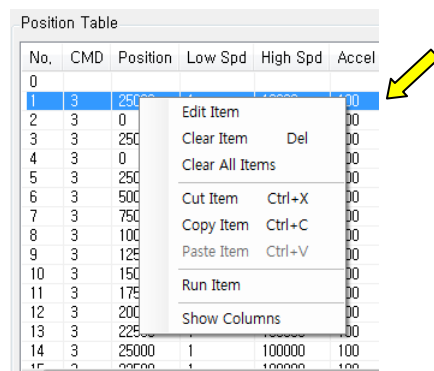 Position Table
No, CMD Position Low Spd High Spd Accel
0
1 3 100
2 3 0
3 3
4 3 0
5 3
6 3
7 3
8 3
9 3
10 3
11 3
12 3
13 3
14 3 25000 1 100000 100
Edit Item
Clear Item Del
Clear All Items
Cut Item Ctrl+X
Copy Item Ctrl+C
Paste Item Ctrl+V
Run Item
Show Columns